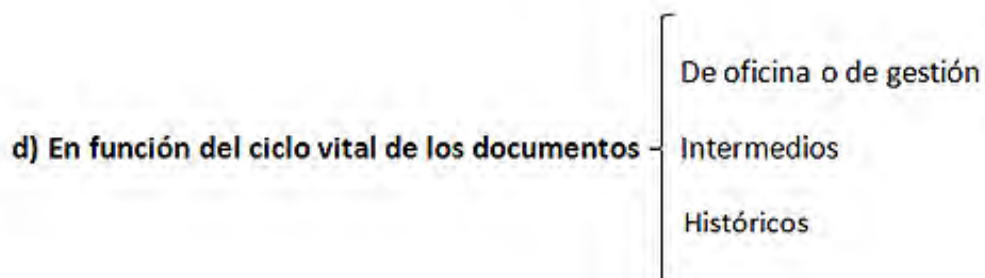 De oficina o de gestión
d) En función del ciclo vital de los documentos
Intermedios
Históricos